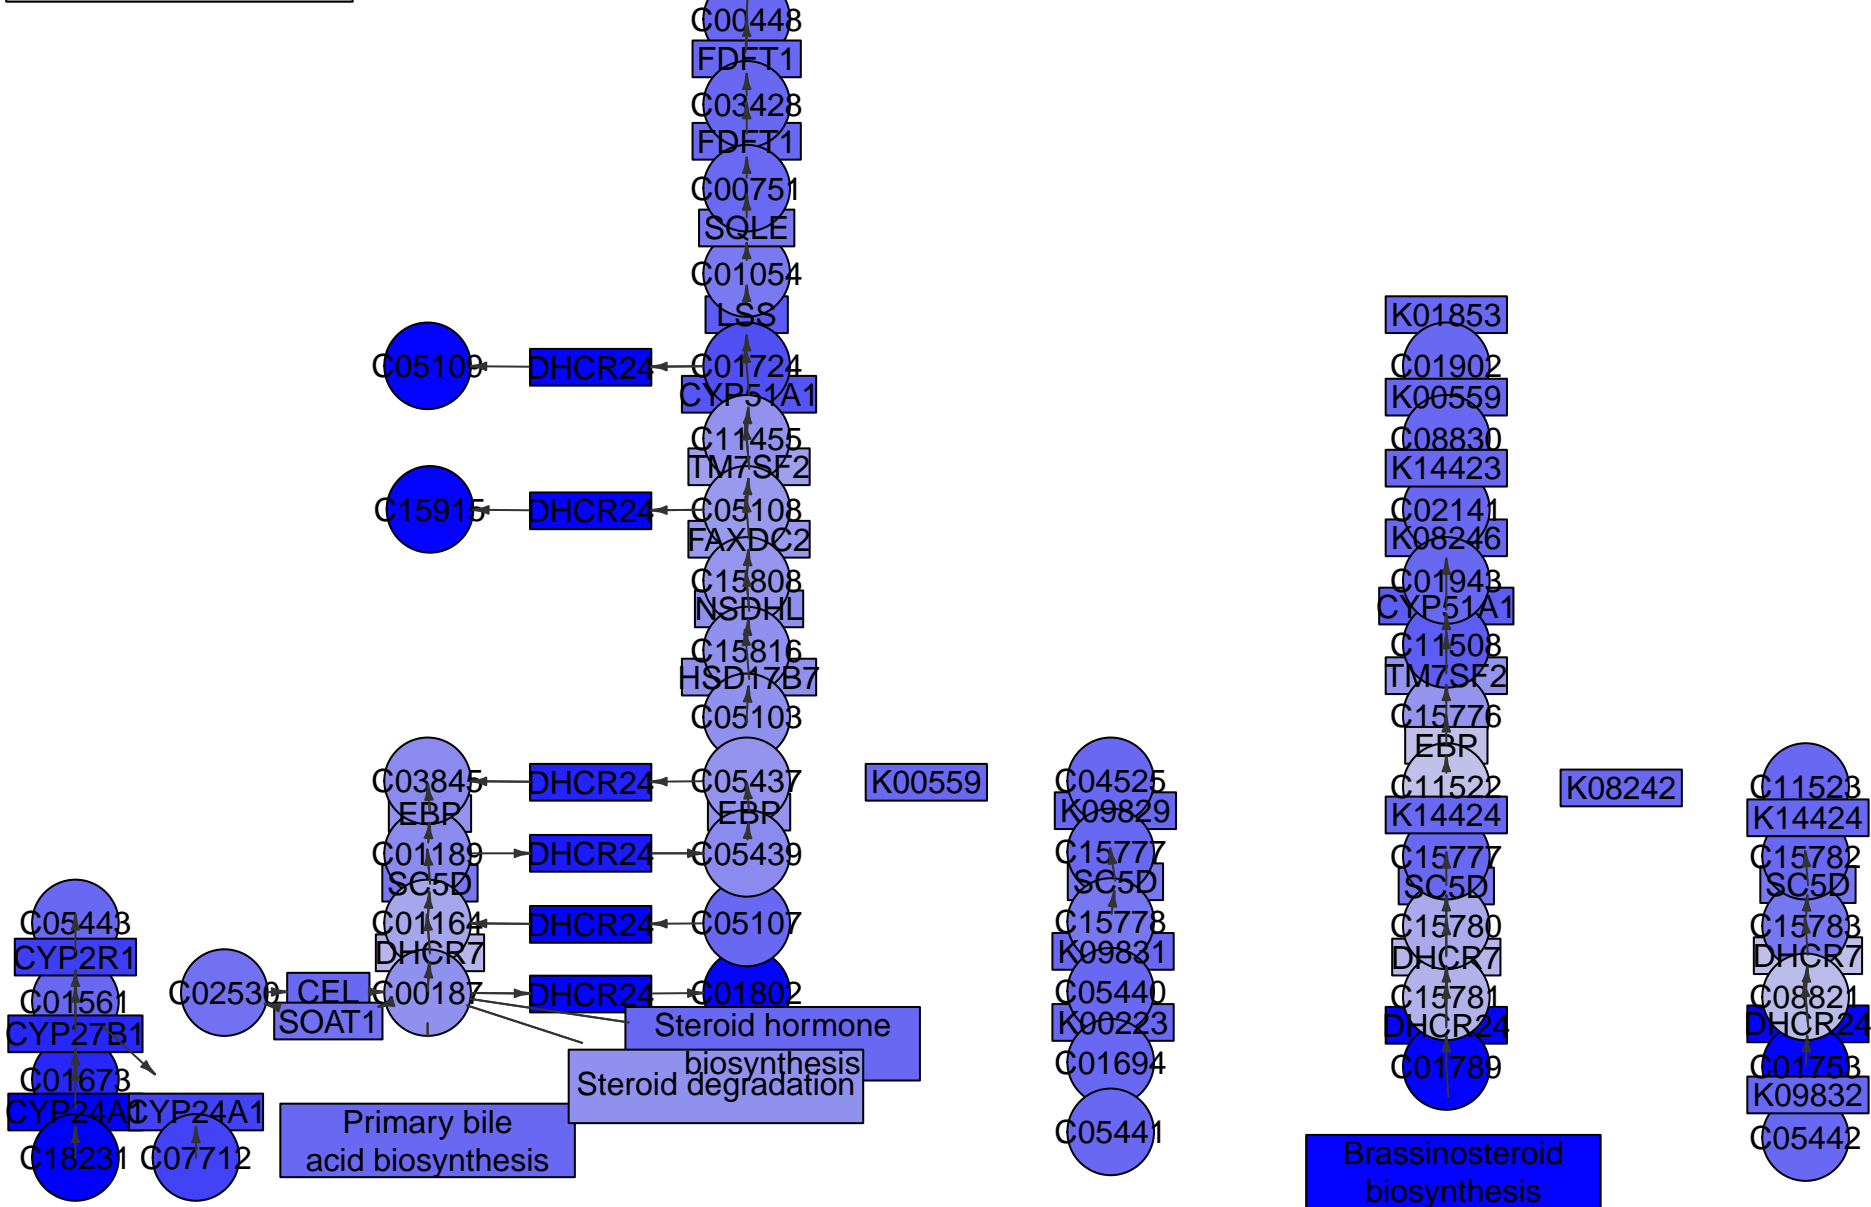 C00448
FDFT1
C03428
FDFT1
C00751
SQLE
C01054
LSS
C05109
DHCR24
C01724
CYP51A1
C11455
TM7SF2
C15915
DHCR24
C05108
FAXDC2
C15808
NSDHL
C15816
HSD17B7
C05103
C03845
DHCR24
C05437
EBP
EBP
C01189
DHCR24
C05439
SC5D
C01164
DHCR24
C05107
DHCR7
C02530
CEL
C00187
DHCR24
C01802
SOAT1
Steroid hormone
biosynthesis
Steroid degradation
Primary bile
acid biosynthesis
C05443
CYP2R1
C01561
CYP27B1
C01673
CYP24A1
CYP24A1
C18231
C07712
K00559
C04525
K09829
C15777
SC5D
C15778
K09831
C05440
K00223
C01694
C05441
K01853
C01902
K00559
C08830
K14423
C02141
K08246
C01943
CYP51A1
C11508
TM7SF2
C15776
EBP
C11522
K14424
C15777
SC5D
C15780
DHCR7
C15781
DHCR24
C01789
Brassinosteroid
biosynthesis
K08242
C11523
K14424
C15782
SC5D
C15783
DHCR7
C08821
DHCR24
C01753
K09832
C05442